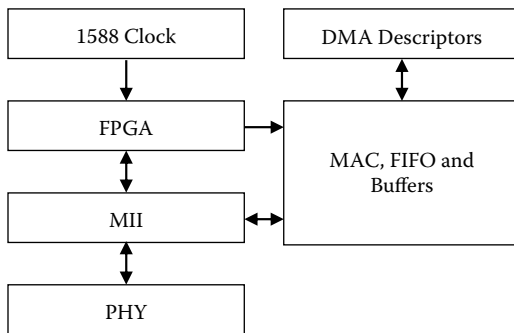 1588 Clock
DMA Descriptors
FPGA
MAC, FIFO and
Buffers
MII
PHY